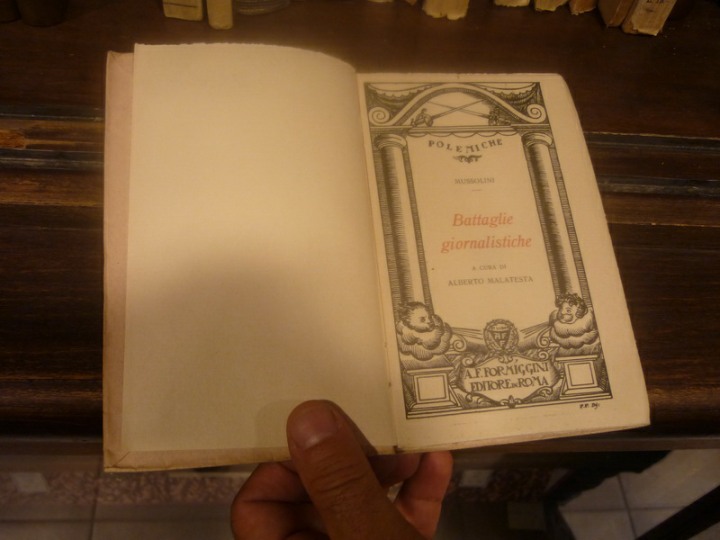 POLEMICHE
MUSSOLINI
Battaglie
giornalistiche
A CURA DI
ALBERTO MALATESTA
A. F. FORMIGGINI
EDITORE IN ROMA